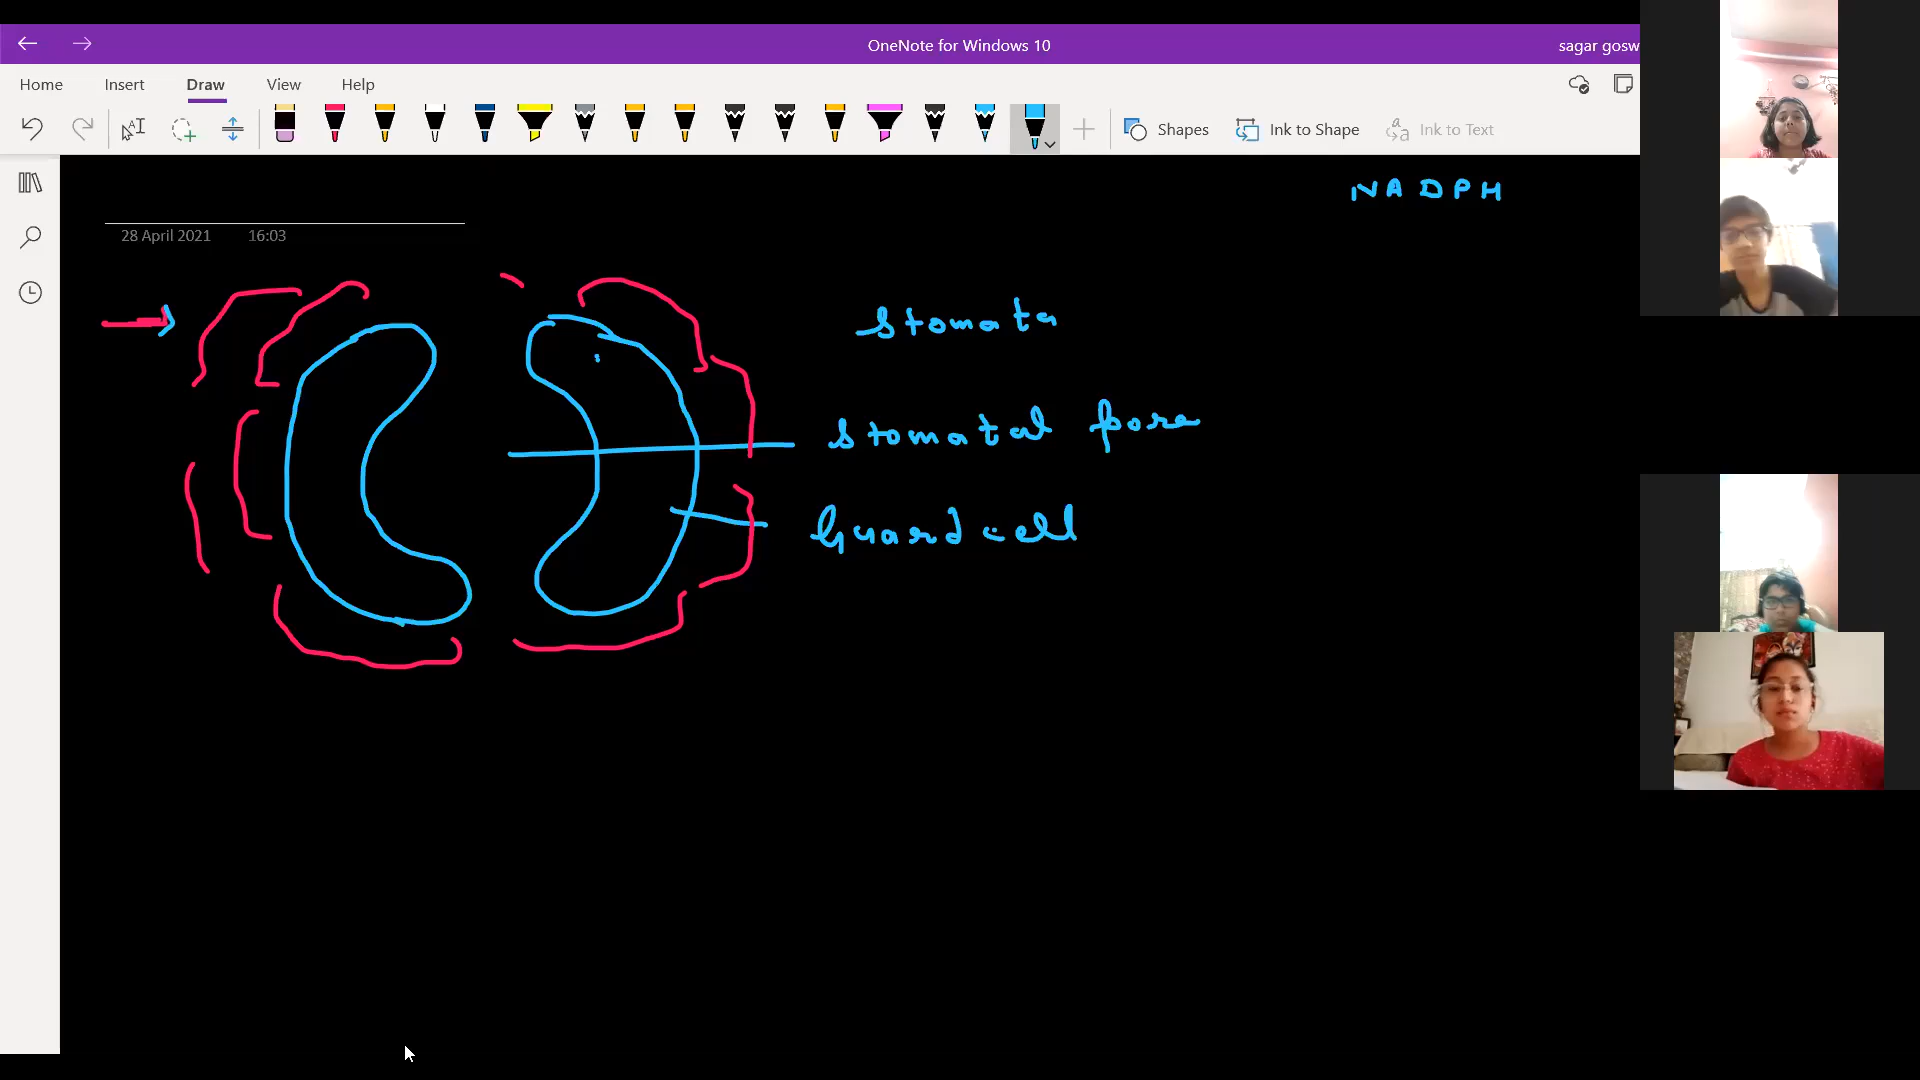 OneNote for Windows 10
sagar gosw
Home Insert Draw View Help
Shapes Ink to Shape Ink to Text
NADPH
28 April 2021 16:03
Stomata
Stomatal pore
Guard cell